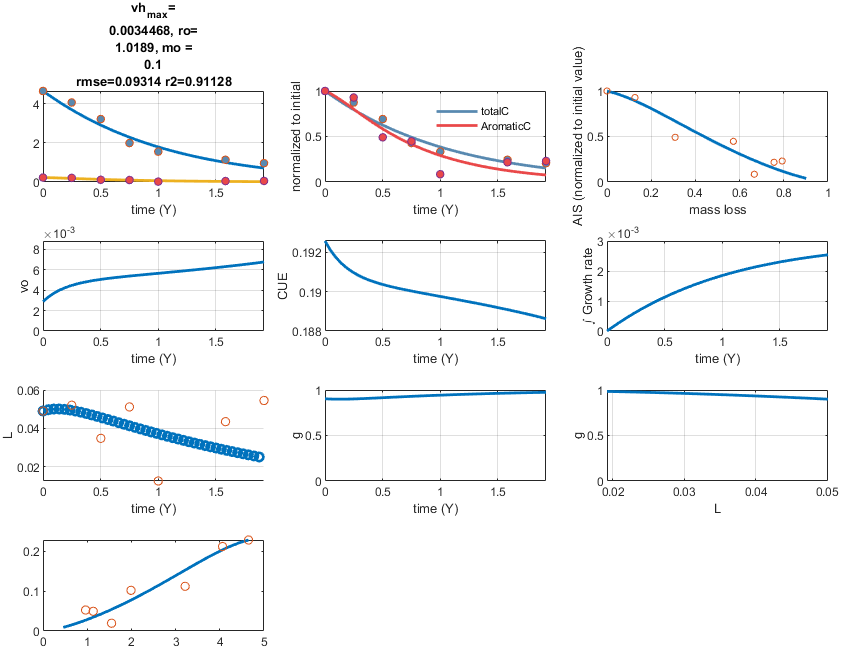 vh_max=
0.0034468, ro=
1.0189, mo =
0.1
rmse=0.09314 r2=0.91128
4
2
0
0 0.5 1 1.5
time (Y)
normalized to initial
1
0.5
0
totalC
AromaticC
0 0.5 1 1.5
time (Y)
AIS (normalized to initial value)
1
0.5
0
0 0.2 0.4 0.6 0.8 1
mass loss
×10⁻³
vo
8
6
4
2
0
0 0.5 1 1.5
time (Y)
CUE
0.192
0.19
0.188
0 0.5 1 1.5
time (Y)
×10⁻³
∫ Growth rate
3
2
1
0
0 0.5 1 1.5
time (Y)
L
0.06
0.04
0.02
0 0.5 1 1.5
time (Y)
g
1
0.5
0
0 0.5 1 1.5
time (Y)
g
1
0.5
0
0.02 0.03 0.04 0.05
L
0.2
0.1
0
0 1 2 3 4 5